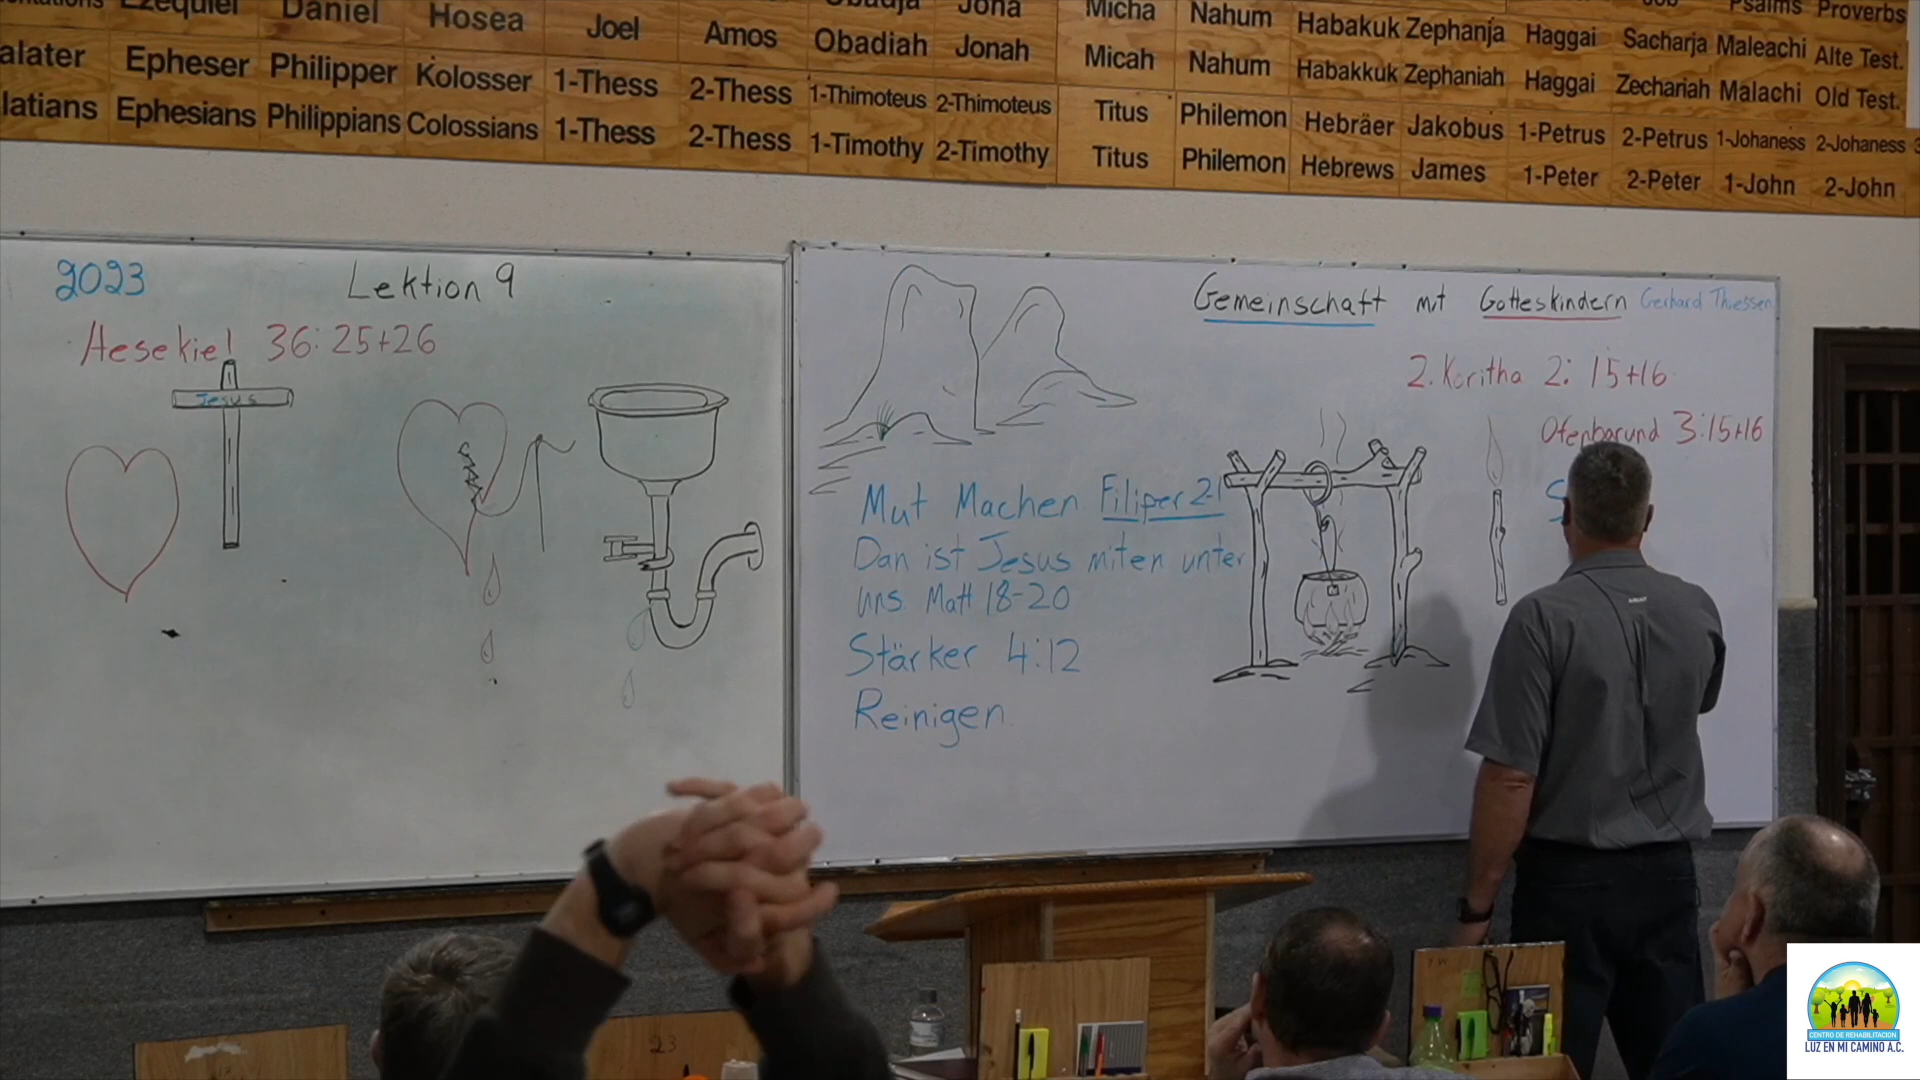 Daniel Hosea Joel Amos Obadiah Jona Micha Nahum Habakuk Zephanja Haggai Sacharja Maleachi Alte Test.
Jonah Micah Nahum Habakkuk Zephaniah Haggai Zechariah Malachi Old Test.
Psalms Proverbs
alater Epheser Philipper Kolosser 1-Thess 2-Thess 1-Thimoteus 2-Thimoteus Titus Philemon Hebräer Jakobus 1-Petrus 2-Petrus 1-Johaness 2-Johaness
latians Ephesians Philippians Colossians 1-Thess 2-Thess 1-Timothy 2-Timothy Titus Philemon Hebrews James 1-Peter 2-Peter 1-John 2-John
2023 Lektion 9
Hesekiel 36:25+26
Jesus
Gemeinschaft mit Gotteskindern Gerhard Thiessen
2. Koritha 2: 15+16
Ofenbarund 3:15+16
Mut Machen Filiper 2-1
Dan ist Jesus miten unter
uns Matt 18-20
Stärker 4:12
Reinigen
23
CENTRO DE REHABILITACION
LUZ EN MI CAMINO A.C.